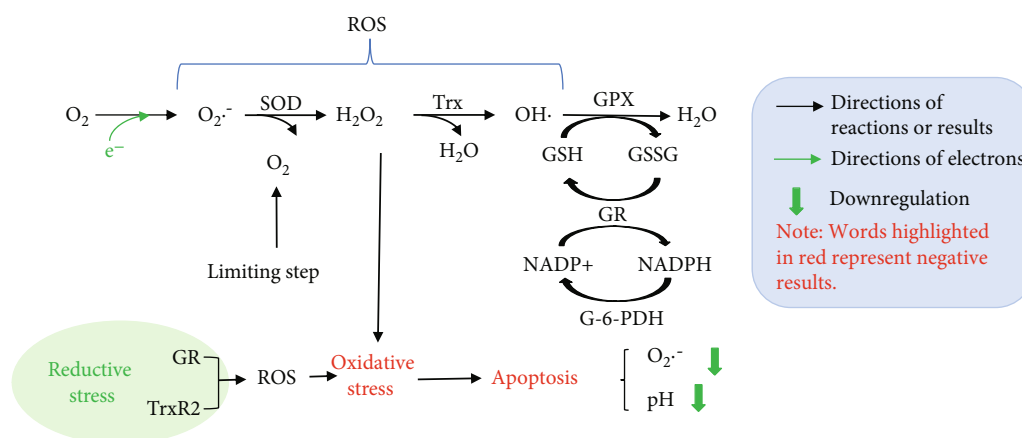 ROS
O₂
e⁻
O₂·⁻
SOD
O₂
H₂O₂
Trx
H₂O
OH·
GPX
H₂O
GSH
GSSG
GR
NADP+
NADPH
G-6-PDH
Limiting step
Reductive
stress
GR
TrxR2
ROS
Oxidative
stress
Apoptosis
O₂·⁻
pH
Directions of
reactions or results
Directions of electrons
Downregulation
Note: Words highlighted
in red represent negative
results.